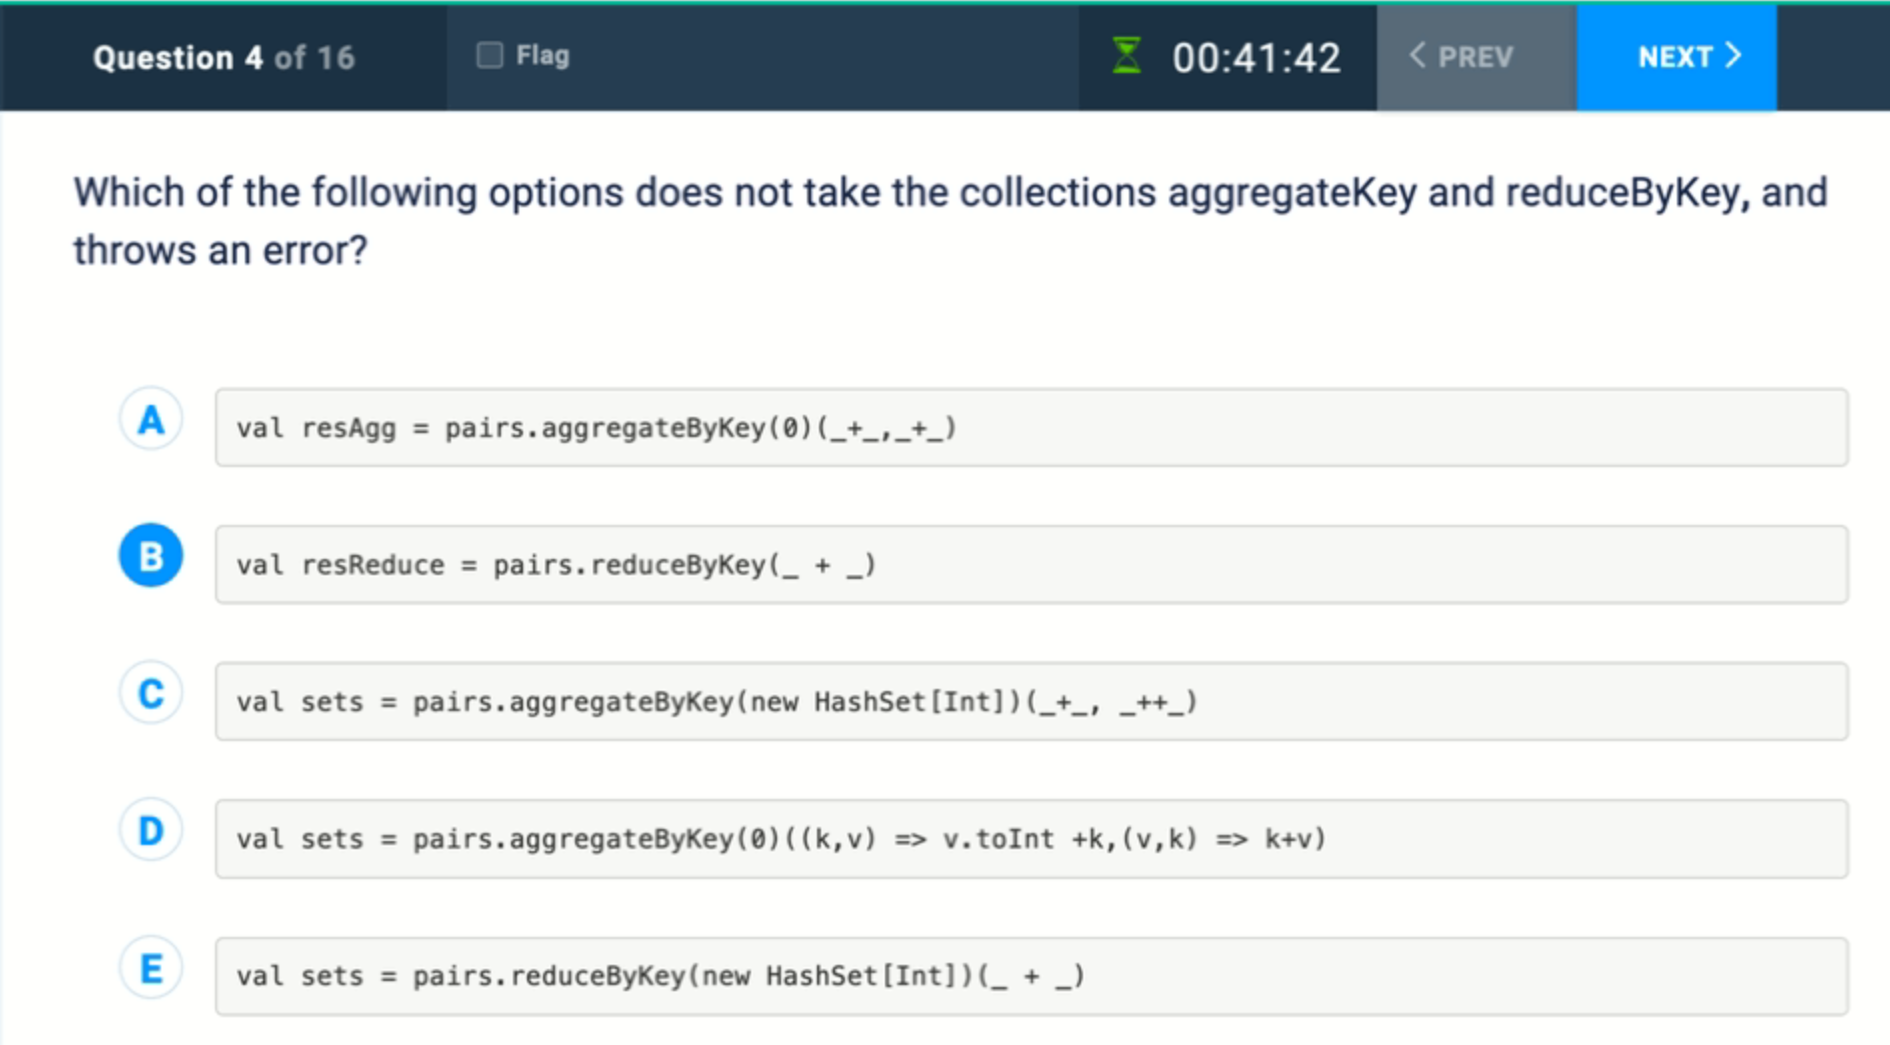 Question 4 of 16
Flag
00:41:42
PREV
NEXT
Which of the following options does not take the collections aggregateKey and reduceByKey, and
throws an error?
A
val resAgg = pairs.aggregateByKey(0)(_+_,_+_)
B
val resReduce = pairs.reduceByKey(_ + _)
C
val sets = pairs.aggregateByKey(new HashSet[Int])(_+_, _++_)
D
val sets = pairs.aggregateByKey(0)((k,v) => v.toInt +k,(v,k) => k+v)
E
val sets = pairs.reduceByKey(new HashSet[Int])(_ + _)